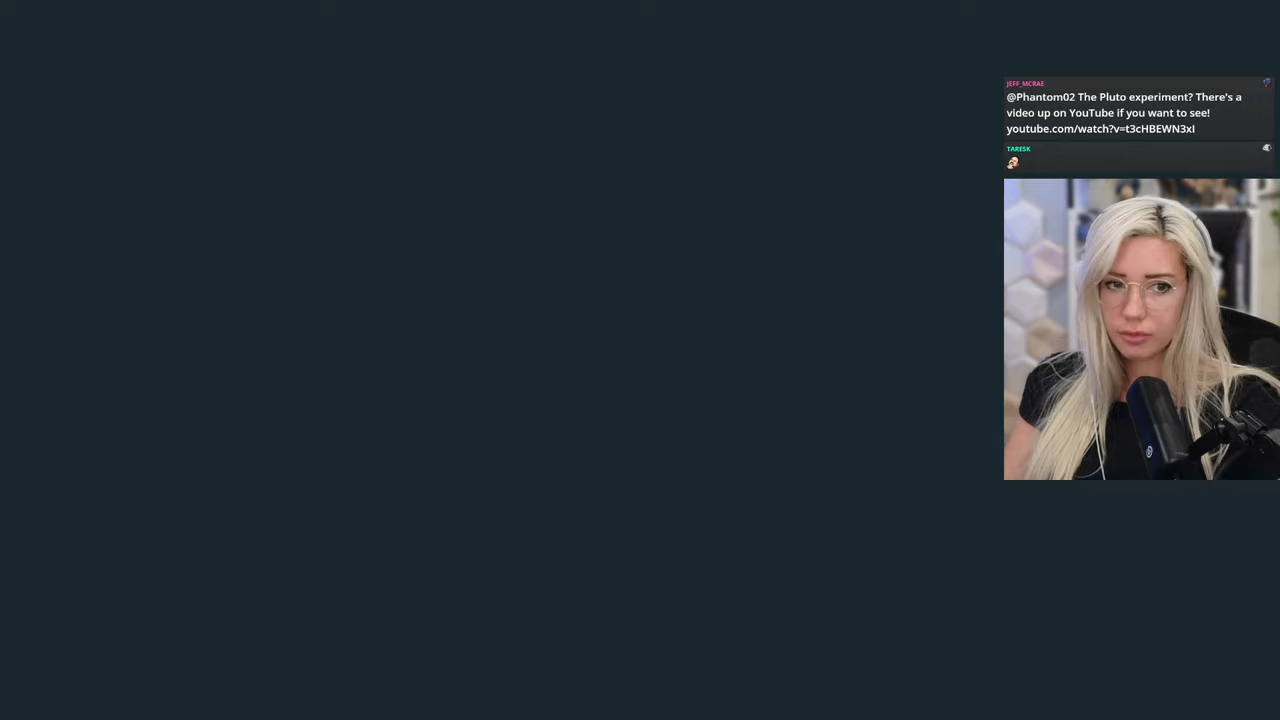 JEFF_MCRAE
@Phantom02 The Pluto experiment? There's a
video up on YouTube if you want to see!
youtube.com/watch?v=t3cHBEWN3xI
TARESK